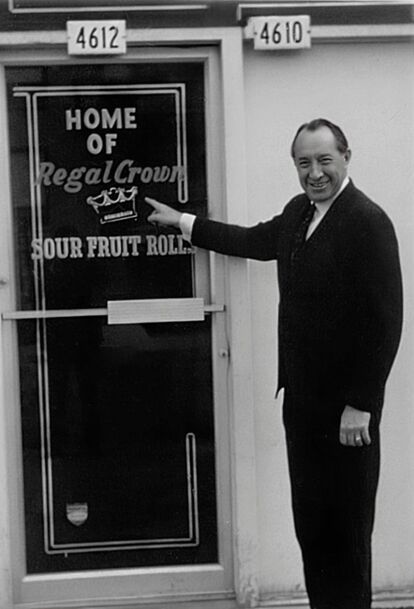 4612
4610
HOME
OF
Regal Crown
SOUR FRUIT ROLLS